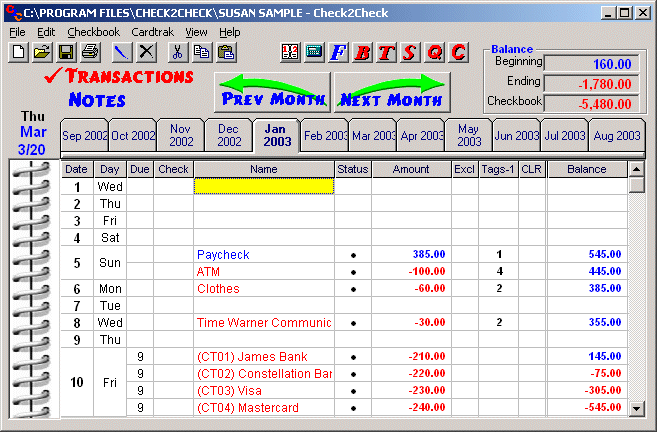 C:\PROGRAM FILES\CHECK2CHECK\SUSAN SAMPLE - Check2Check
File Edit Checkbook Cardtrak View Help
F B T S Q C
Balance
Beginning 160.00
Ending -1,780.00
Checkbook -5,480.00
Transactions
Notes
Prev Month Next Month
Thu
Mar
3/20
Sep 2002 Oct 2002 Nov 2002 Dec 2002 Jan 2003 Feb 2003 Mar 2003 Apr 2003 May 2003 Jun 2003 Jul 2003 Aug 2003
Date Day Due Check Name Status Amount Excl Tags-1 CLR Balance
1 Wed
2 Thu
3 Fri
4 Sat
5 Sun Paycheck • 385.00 1 545.00
ATM • -100.00 4 445.00
6 Mon Clothes • -60.00 2 385.00
7 Tue
8 Wed Time Warner Communic • -30.00 2 355.00
9 Thu
10 Fri 9 (CT01) James Bank • -210.00 145.00
9 (CT02) Constellation Bar • -220.00 -75.00
9 (CT03) Visa • -230.00 -305.00
9 (CT04) Mastercard • -240.00 -545.00